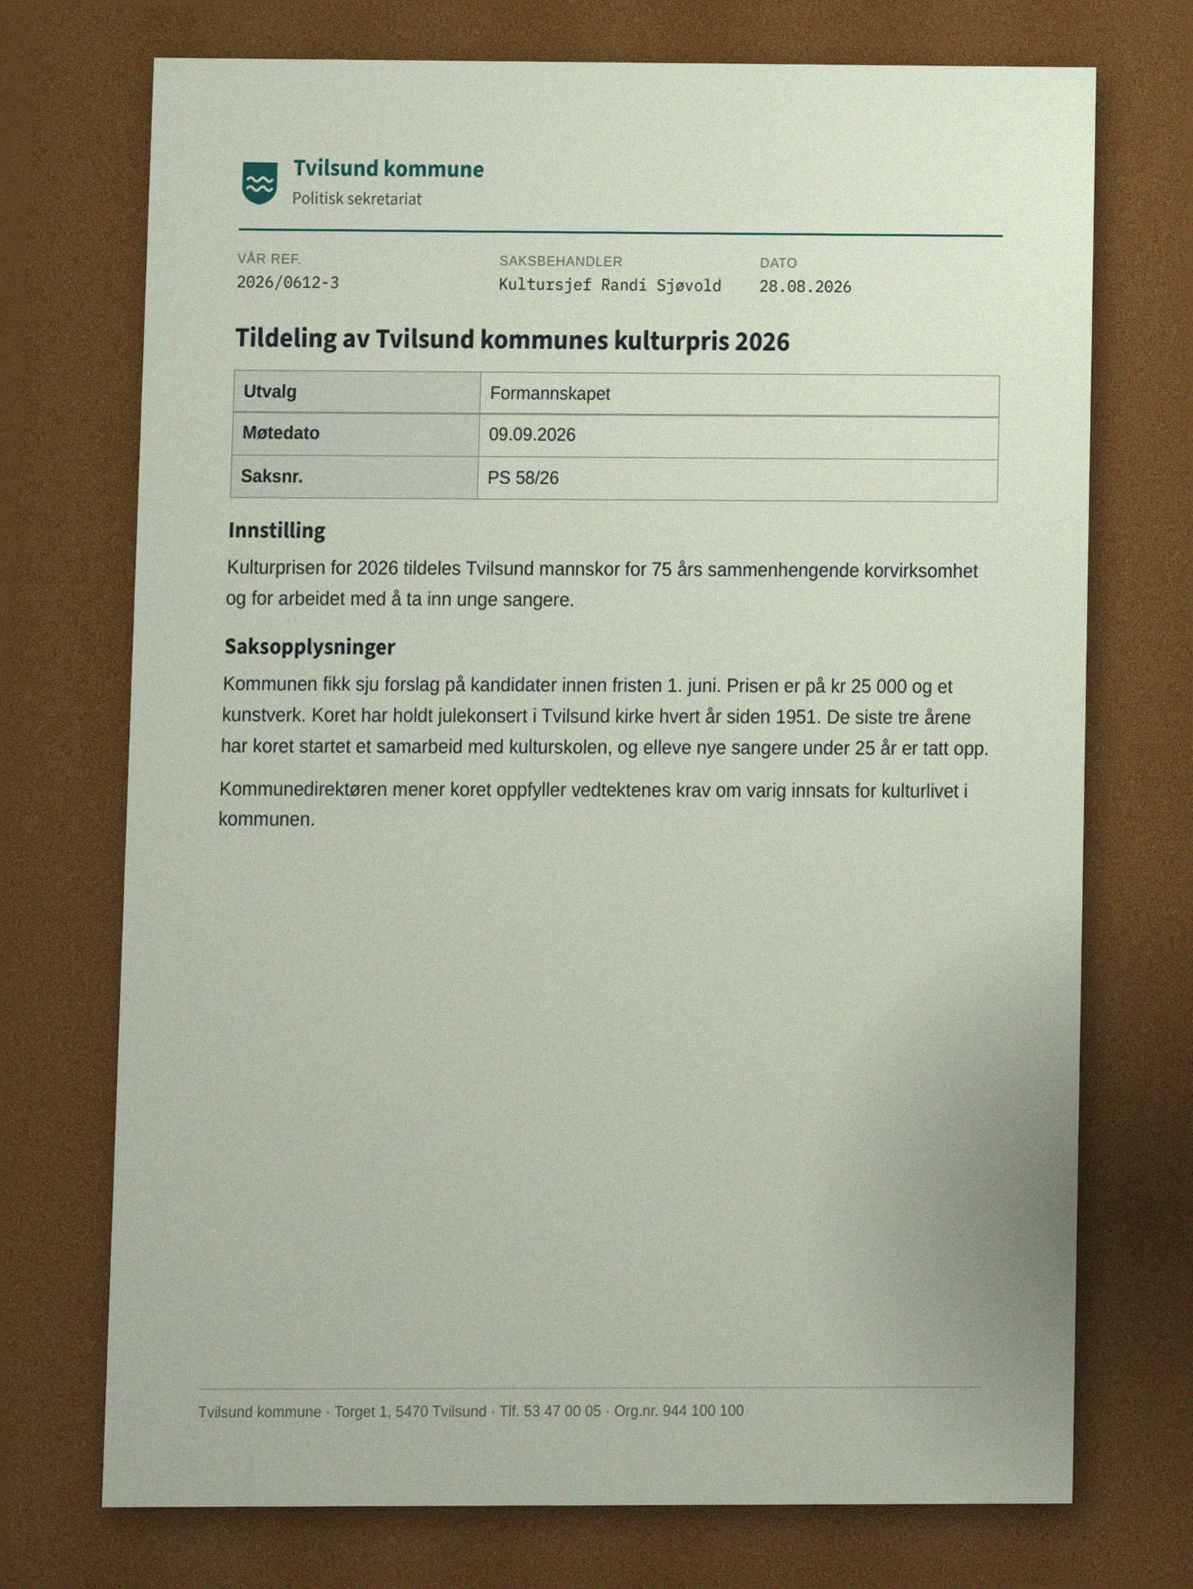 Tvilsund kommune
Politisk sekretariat
VÅR REF. SAKSBEHANDLER DATO
2026/0612-3 Kultursjef Randi Sjøvold 28.08.2026
Tildeling av Tvilsund kommunes kulturpris 2026
Utvalg Formannskapet
Møtedato 09.09.2026
Saksnr. PS 58/26
Innstilling
Kulturprisen for 2026 tildeles Tvilsund mannskor for 75 års sammenhengende korvirksomhet
og for arbeidet med å ta inn unge sangere.
Saksopplysninger
Kommunen fikk sju forslag på kandidater innen fristen 1. juni. Prisen er på kr 25 000 og et
kunstverk. Koret har holdt julekonsert i Tvilsund kirke hvert år siden 1951. De siste tre årene
har koret startet et samarbeid med kulturskolen, og elleve nye sangere under 25 år er tatt opp.
Kommunedirektøren mener koret oppfyller vedtektenes krav om varig innsats for kulturlivet i
kommunen.
Tvilsund kommune · Torget 1, 5470 Tvilsund · Tlf. 53 47 00 05 · Org.nr. 944 100 100